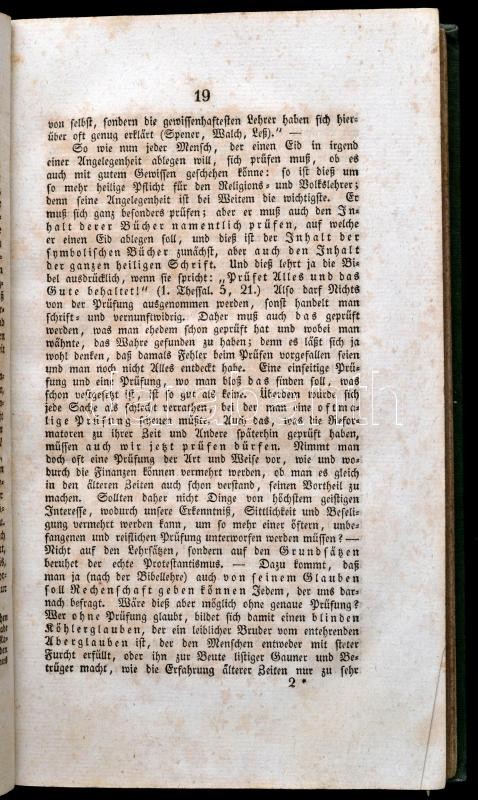 19
von selbst, sondern die gewissenhaftesten Lehrer haben sich hier-
über oft genug erklärt (Spener, Walch, Leß)." —
So wie nun jeder Mensch, der einen Eid in irgend
einer Angelegenheit ablegen will, sich prüfen muß, ob es
auch mit gutem Gewissen geschehen könne: so ist dieß um
so mehr heilige Pflicht für den Religions- und Volkslehrer;
denn seine Angelegenheit ist bei Weitem die wichtigste. Er
muß sich ganz besonders prüfen; aber er muß auch den In-
halt derer Bücher namentlich prüfen, auf welche
er einen Eid ablegen soll, und dieß ist der Inhalt der
symbolischen Bücher zunächst, aber auch den Inhalt
der ganzen heiligen Schrift. Und dieß lehrt ja die Bi-
bel ausdrücklich, wenn sie spricht: „Prüfet Alles und das
Gute behaltet!" (1. Thessal. 5, 21.) Also darf Nichts
von der Prüfung ausgenommen werden, sonst handelt man
schrift- und vernunftwidrig. Daher muß auch das geprüft
werden, was man ehedem schon geprüft hat und wobei man
wähnte, das Wahre gefunden zu haben; denn es läßt sich ja
wohl denken, daß damals Fehler beim Prüfen vorgefallen seien
und man noch nicht Alles entdeckt habe. Eine einseitige Prü-
fung und eine Prüfung, wo man bloß das finden soll, was
schon festgesetzt ist, ist so gut als keine. Überdem würde sich
jede Sache als schlecht verrathen, bei der man eine oftma-
lige Prüfung scheuen müßte. Auch das, was die Refor-
matoren zu ihrer Zeit und Andere späterhin geprüft haben,
müssen auch wir jetzt prüfen dürfen. Nimmt man
doch oft eine Prüfung der Art und Weise vor, wie und wo-
durch die Finanzen können vermehrt werden, ob man es gleich
in den älteren Zeiten auch schon verstand, seinen Vortheil zu
machen. Sollten daher nicht Dinge von höchstem geistigen
Interesse, wodurch unsere Erkenntniß, Sittlichkeit und Beseli-
gung vermehrt werden kann, um so mehr einer öftern, unbe-
fangenen und reiflichen Prüfung unterworfen werden müssen? —
Nicht auf den Lehrsätzen, sondern auf den Grundsätzen
beruhet der echte Protestantismus. — Dazu kommt, daß
man ja (nach der Bibellehre) auch von seinem Glauben
soll Rechenschaft geben können Jedem, der uns dar-
nach befragt. Wäre dieß aber möglich ohne genaue Prüfung?
Wer ohne Prüfung glaubt, bildet sich damit einen blinden
Köhlerglauben, der ein leiblicher Bruder vom entehrenden
Aberglauben ist, der den Menschen entweder mit steter
Furcht erfüllt, oder ihn zur Beute listiger Gauner und Be-
trüger macht, wie die Erfahrung älterer Zeiten nur zu sehr
2 *